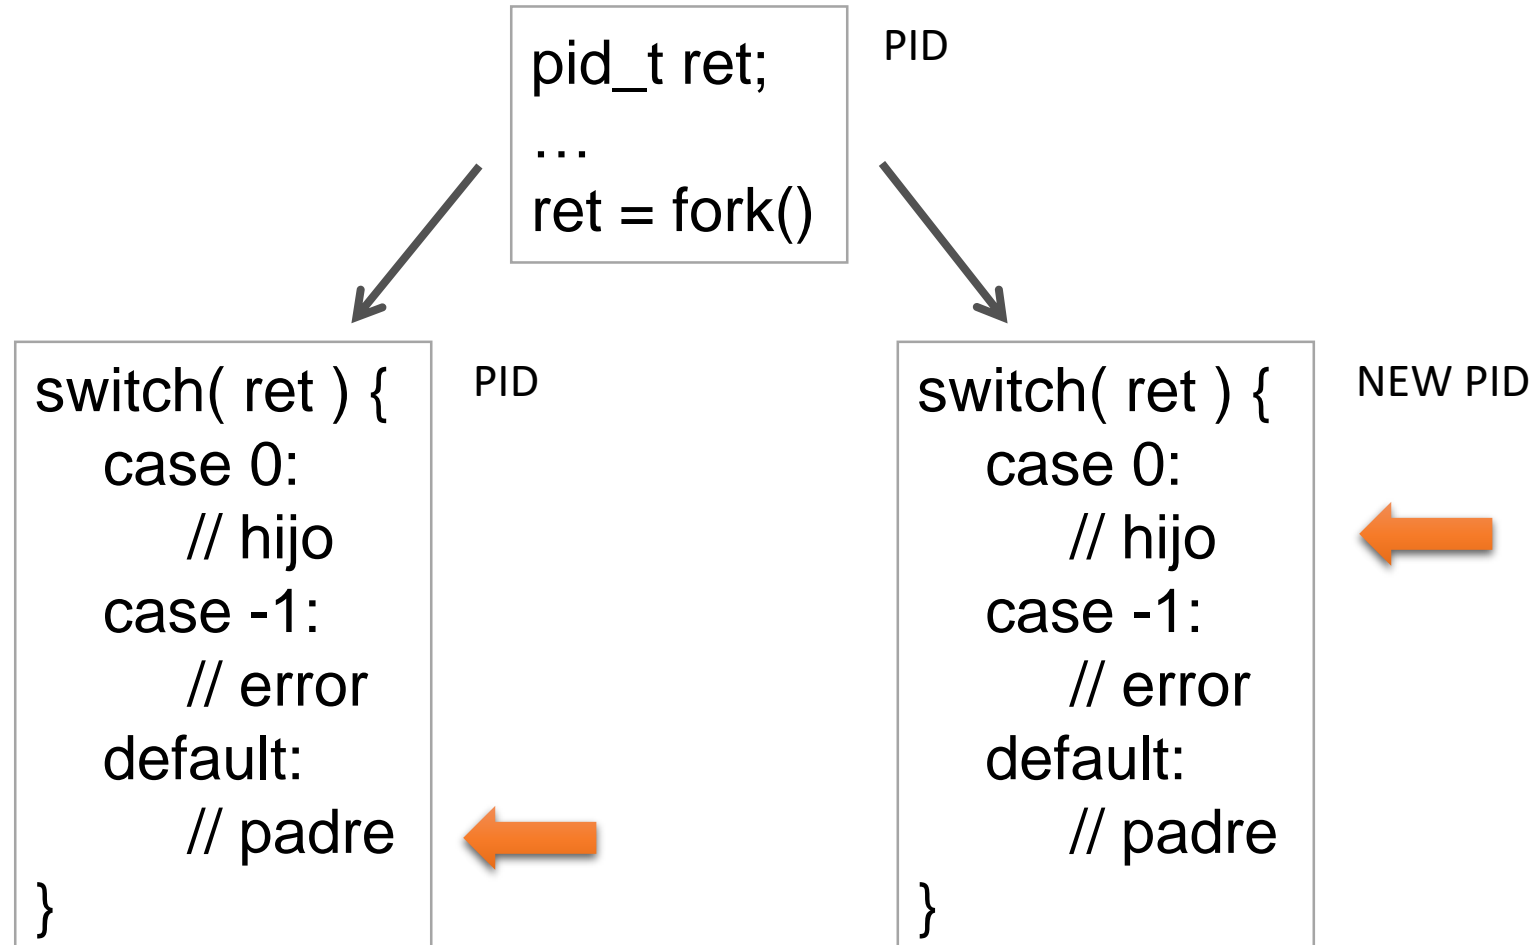 pid_t ret;
…
ret = fork()
PID
switch( ret ) {
case 0:
// hijo
case -1:
// error
default:
// padre
}
PID
switch( ret ) {
case 0:
// hijo
case -1:
// error
default:
// padre
}
NEW PID